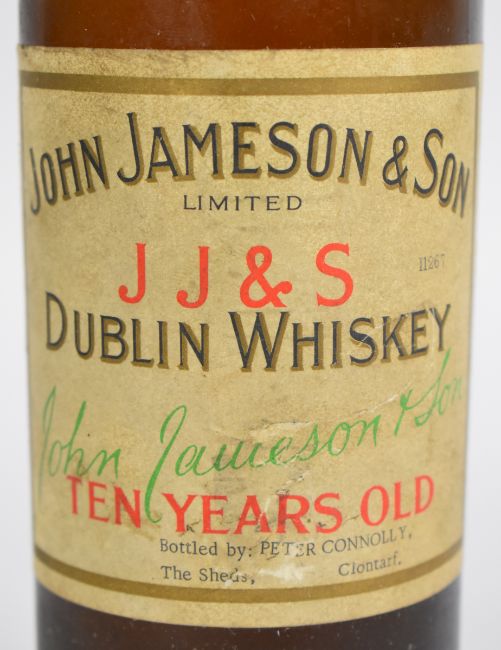 JOHN JAMESON & SON
LIMITED
J J & S
11267
DUBLIN WHISKEY
John Jameson & Son
TEN YEARS OLD
Bottled by: PETER CONNOLLY,
The Sheds, Clontarf.